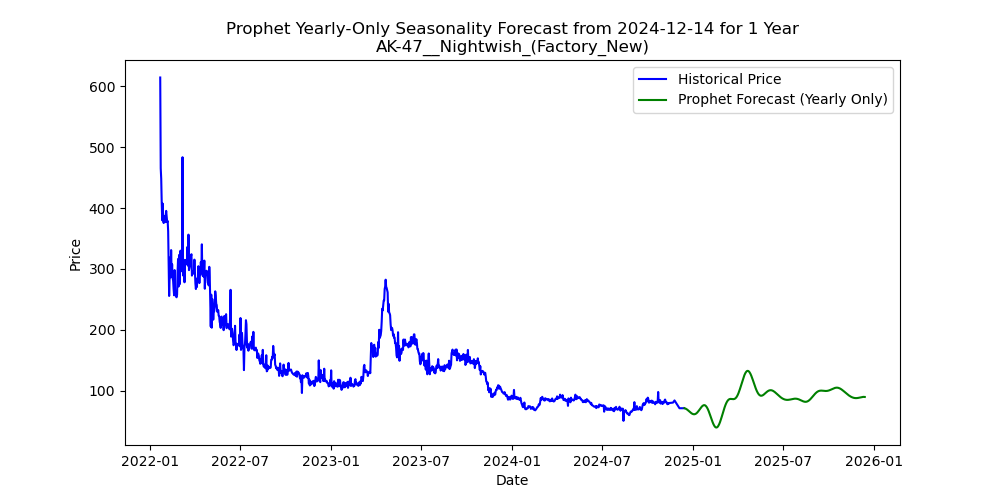 Prophet Yearly-Only Seasonality Forecast from 2024-12-14 for 1 Year
AK-47__Nightwish_(Factory_New)
Historical Price
Prophet Forecast (Yearly Only)
600
500
400
300
200
100
Price
2022-01
2022-07
2023-01
2023-07
2024-01
2024-07
2025-01
2025-07
2026-01
Date